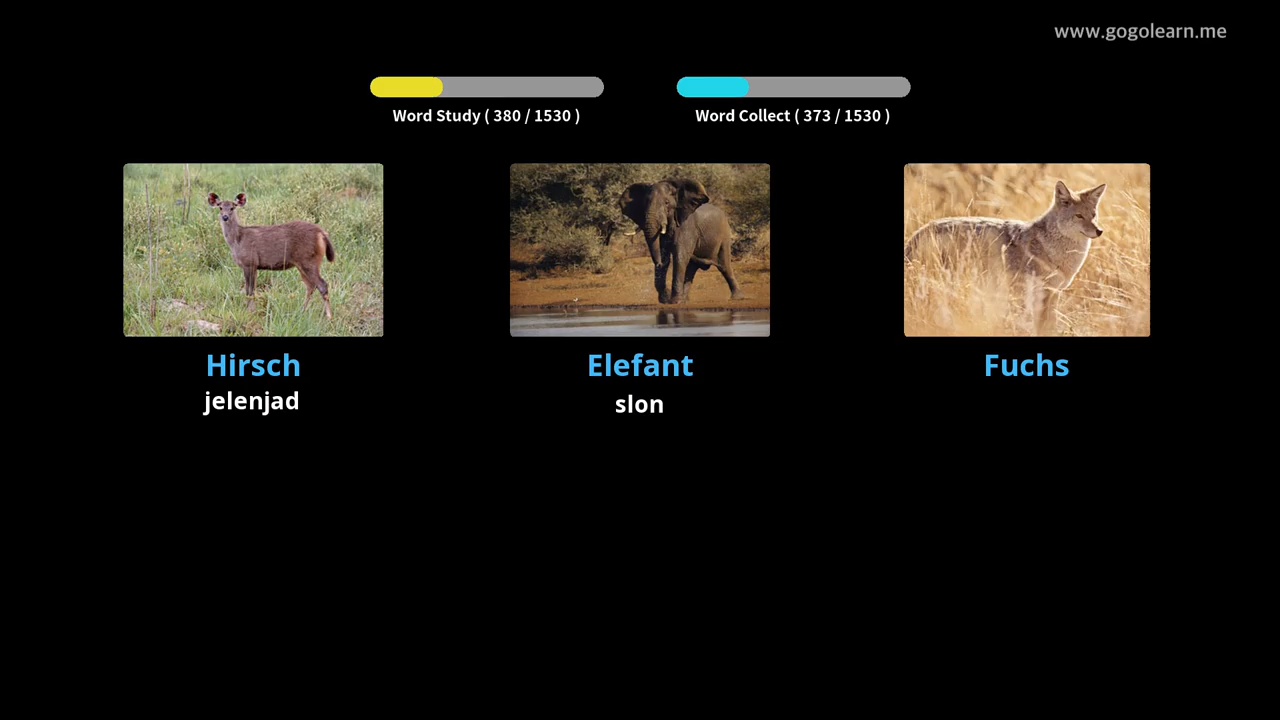 www.gogolearn.me
Word Study ( 380 / 1530 )
Word Collect ( 373 / 1530 )
Hirsch
jelenjad
Elefant
slon
Fuchs